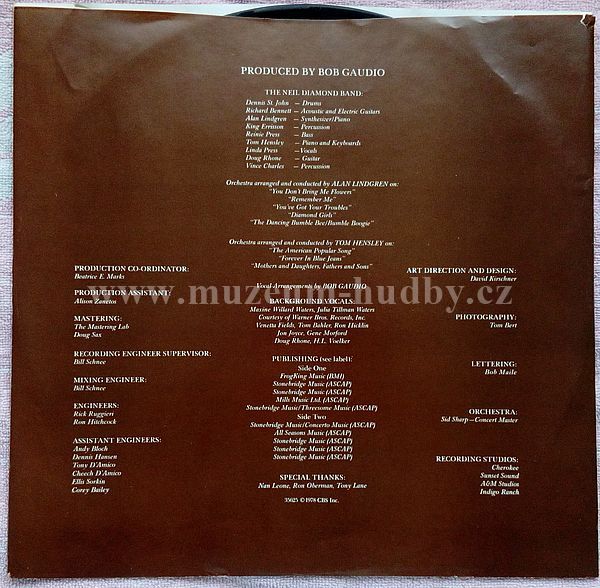 PRODUCED BY BOB GAUDIO
THE NEIL DIAMOND BAND:
Dennis St. John — Drums
Richard Bennett — Acoustic and Electric Guitars
Alan Lindgren — Synthesizer/Piano
King Errisson — Percussion
Reinie Press — Bass
Tom Hensley — Piano and Keyboards
Linda Press — Vocals
Doug Rhone — Guitar
Vince Charles — Percussion
Orchestra arranged and conducted by ALAN LINDGREN on:
"You Don't Bring Me Flowers"
"Remember Me"
"You've Got Your Troubles"
"Diamond Girls"
"The Dancing Bumble Bee/Bumble Boogie"
Orchestra arranged and conducted by TOM HENSLEY on:
"The American Popular Song"
"Forever In Blue Jeans"
"Mothers and Daughters, Fathers and Sons"
Vocal Arrangements by BOB GAUDIO
BACKGROUND VOCALS:
Maxine Willard Waters, Julia Tillman Waters
Courtesy of Warner Bros. Records, Inc.
Venetta Fields, Tom Bahler, Ron Hicklin
Jon Joyce, Gene Morford
Doug Rhone, H.L. Voelker
PUBLISHING (see label):
Side One
FrogKing Music (BMI)
Stonebridge Music (ASCAP)
Mills Music Ltd. (ASCAP)
Stonebridge Music/Threesome Music (ASCAP)
Side Two
Stonebridge Music/Concerto Music (ASCAP)
All Seasons Music (ASCAP)
Stonebridge Music (ASCAP)
Stonebridge Music (ASCAP)
Stonebridge Music (ASCAP)
SPECIAL THANKS:
Nan Leone, Ron Oberman, Tony Lane
35025 © 1978 CBS Inc.
PRODUCTION CO-ORDINATOR:
Beatrice E. Marks
PRODUCTION ASSISTANT:
Alison Zanetos
MASTERING:
The Mastering Lab
Doug Sax
RECORDING ENGINEER SUPERVISOR:
Bill Schnee
MIXING ENGINEER:
Bill Schnee
ENGINEERS:
Rick Ruggieri
Ron Hitchcock
ASSISTANT ENGINEERS:
Andy Bloch
Dennis Hansen
Tony D'Amico
Cheech D'Amico
Ellis Sorkin
Corey Bailey
ART DIRECTION AND DESIGN:
David Kirschner
PHOTOGRAPHY:
Tom Bert
LETTERING:
Bob Maile
ORCHESTRA:
Sid Sharp—Concert Master
RECORDING STUDIOS:
Cherokee
Sunset Sound
A&M Studios
Indigo Ranch
www.muzeum-hudby.cz